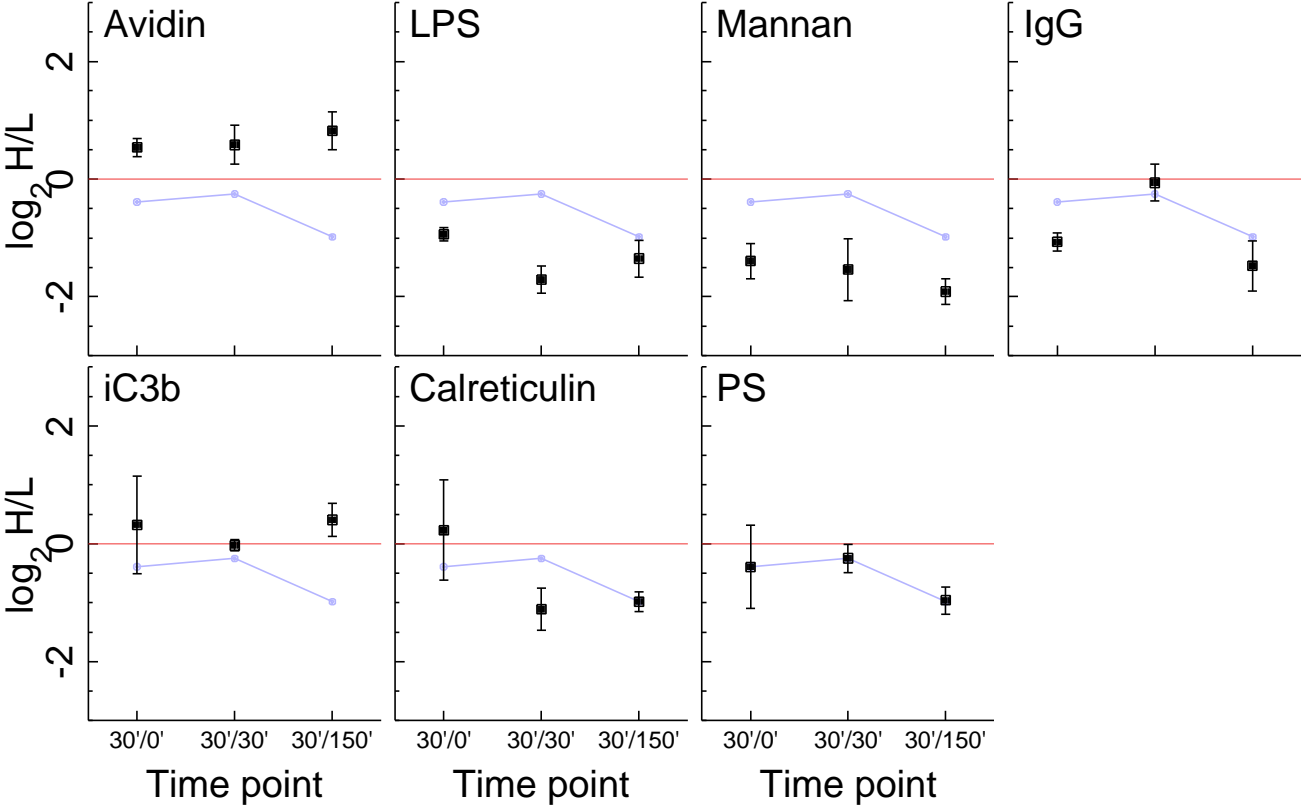 Avidin LPS Mannan IgG
log2 H/L
2
0
-2
iC3b Calreticulin PS
log2 H/L
2
0
-2
30'/0' 30'/30' 30'/150' 30'/0' 30'/30' 30'/150' 30'/0' 30'/30' 30'/150'
Time point Time point Time point